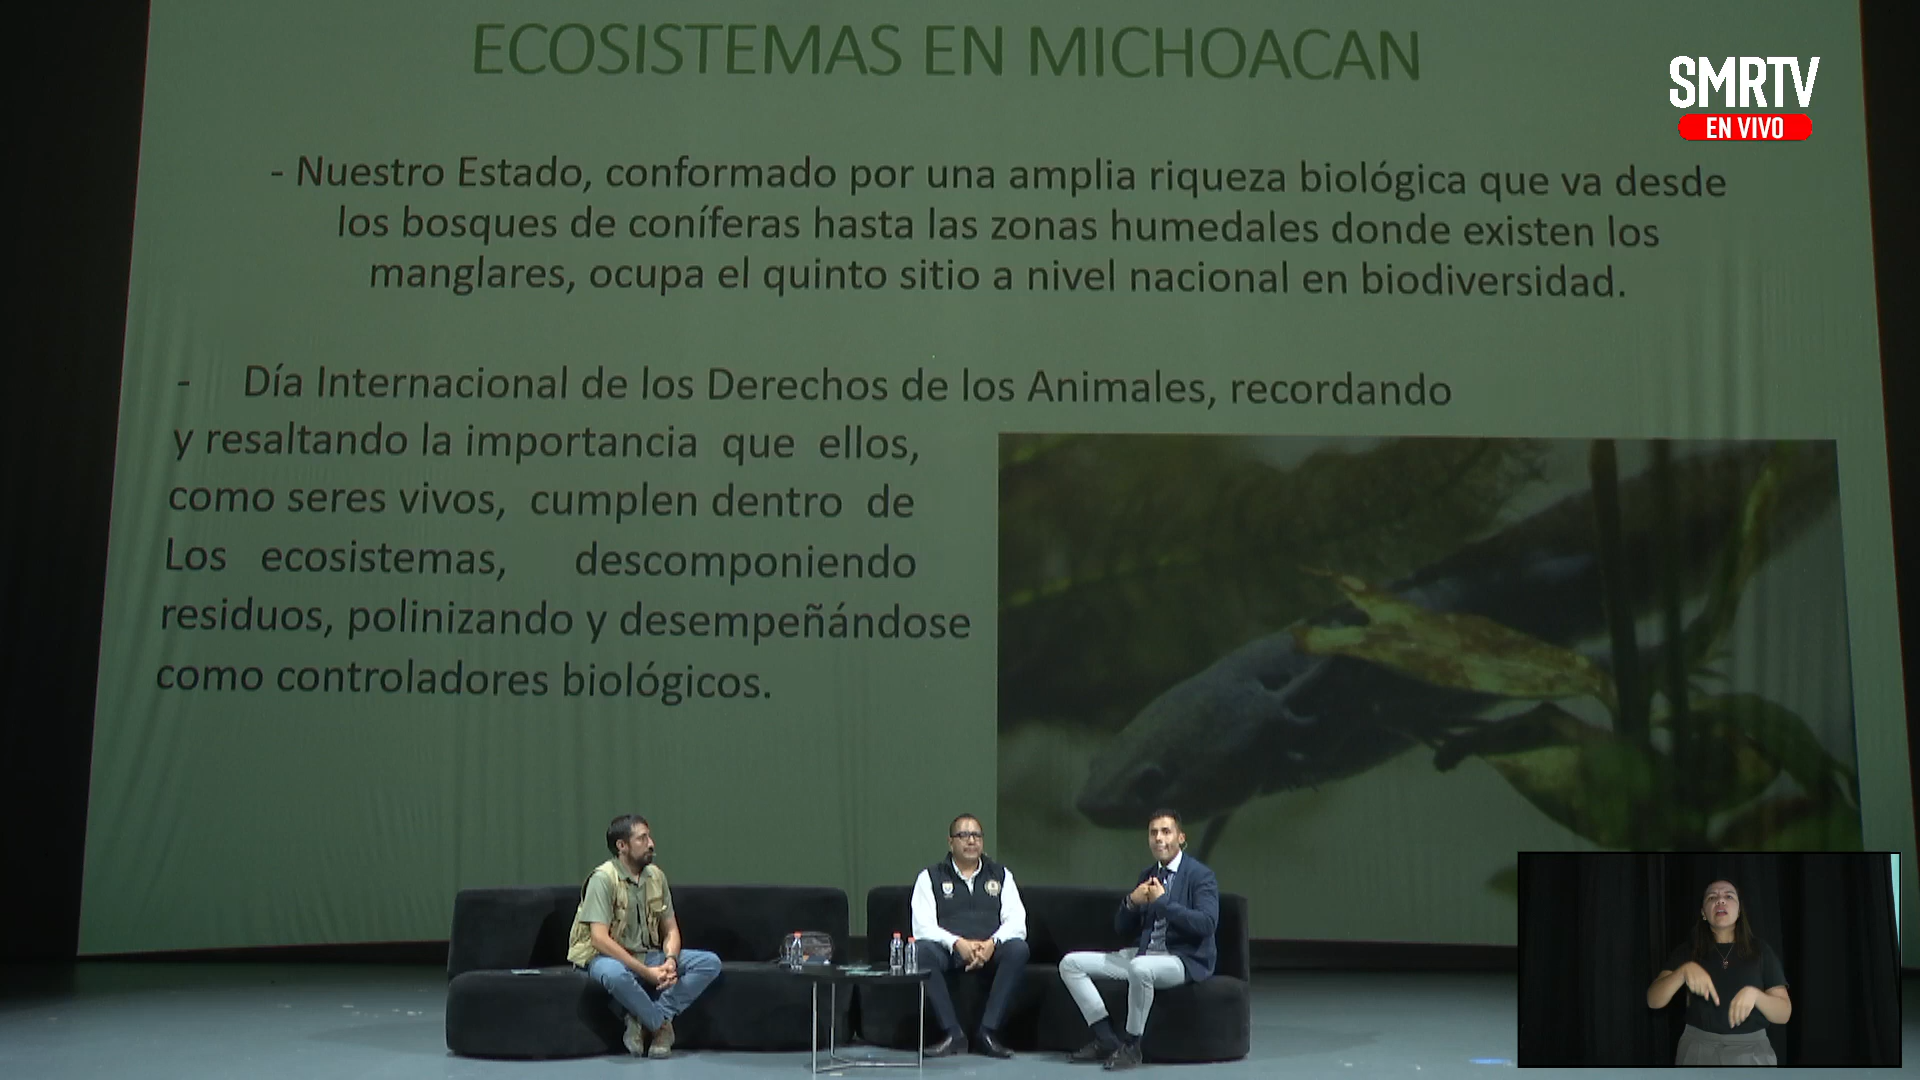 ECOSISTEMAS EN MICHOACAN
SMRTV
EN VIVO
- Nuestro Estado, conformado por una amplia riqueza biológica que va desde
los bosques de coníferas hasta las zonas humedales donde existen los
manglares, ocupa el quinto sitio a nivel nacional en biodiversidad.
- Día Internacional de los Derechos de los Animales, recordando
y resaltando la importancia que ellos,
como seres vivos, cumplen dentro de
Los ecosistemas, descomponiendo
residuos, polinizando y desempeñándose
como controladores biológicos.